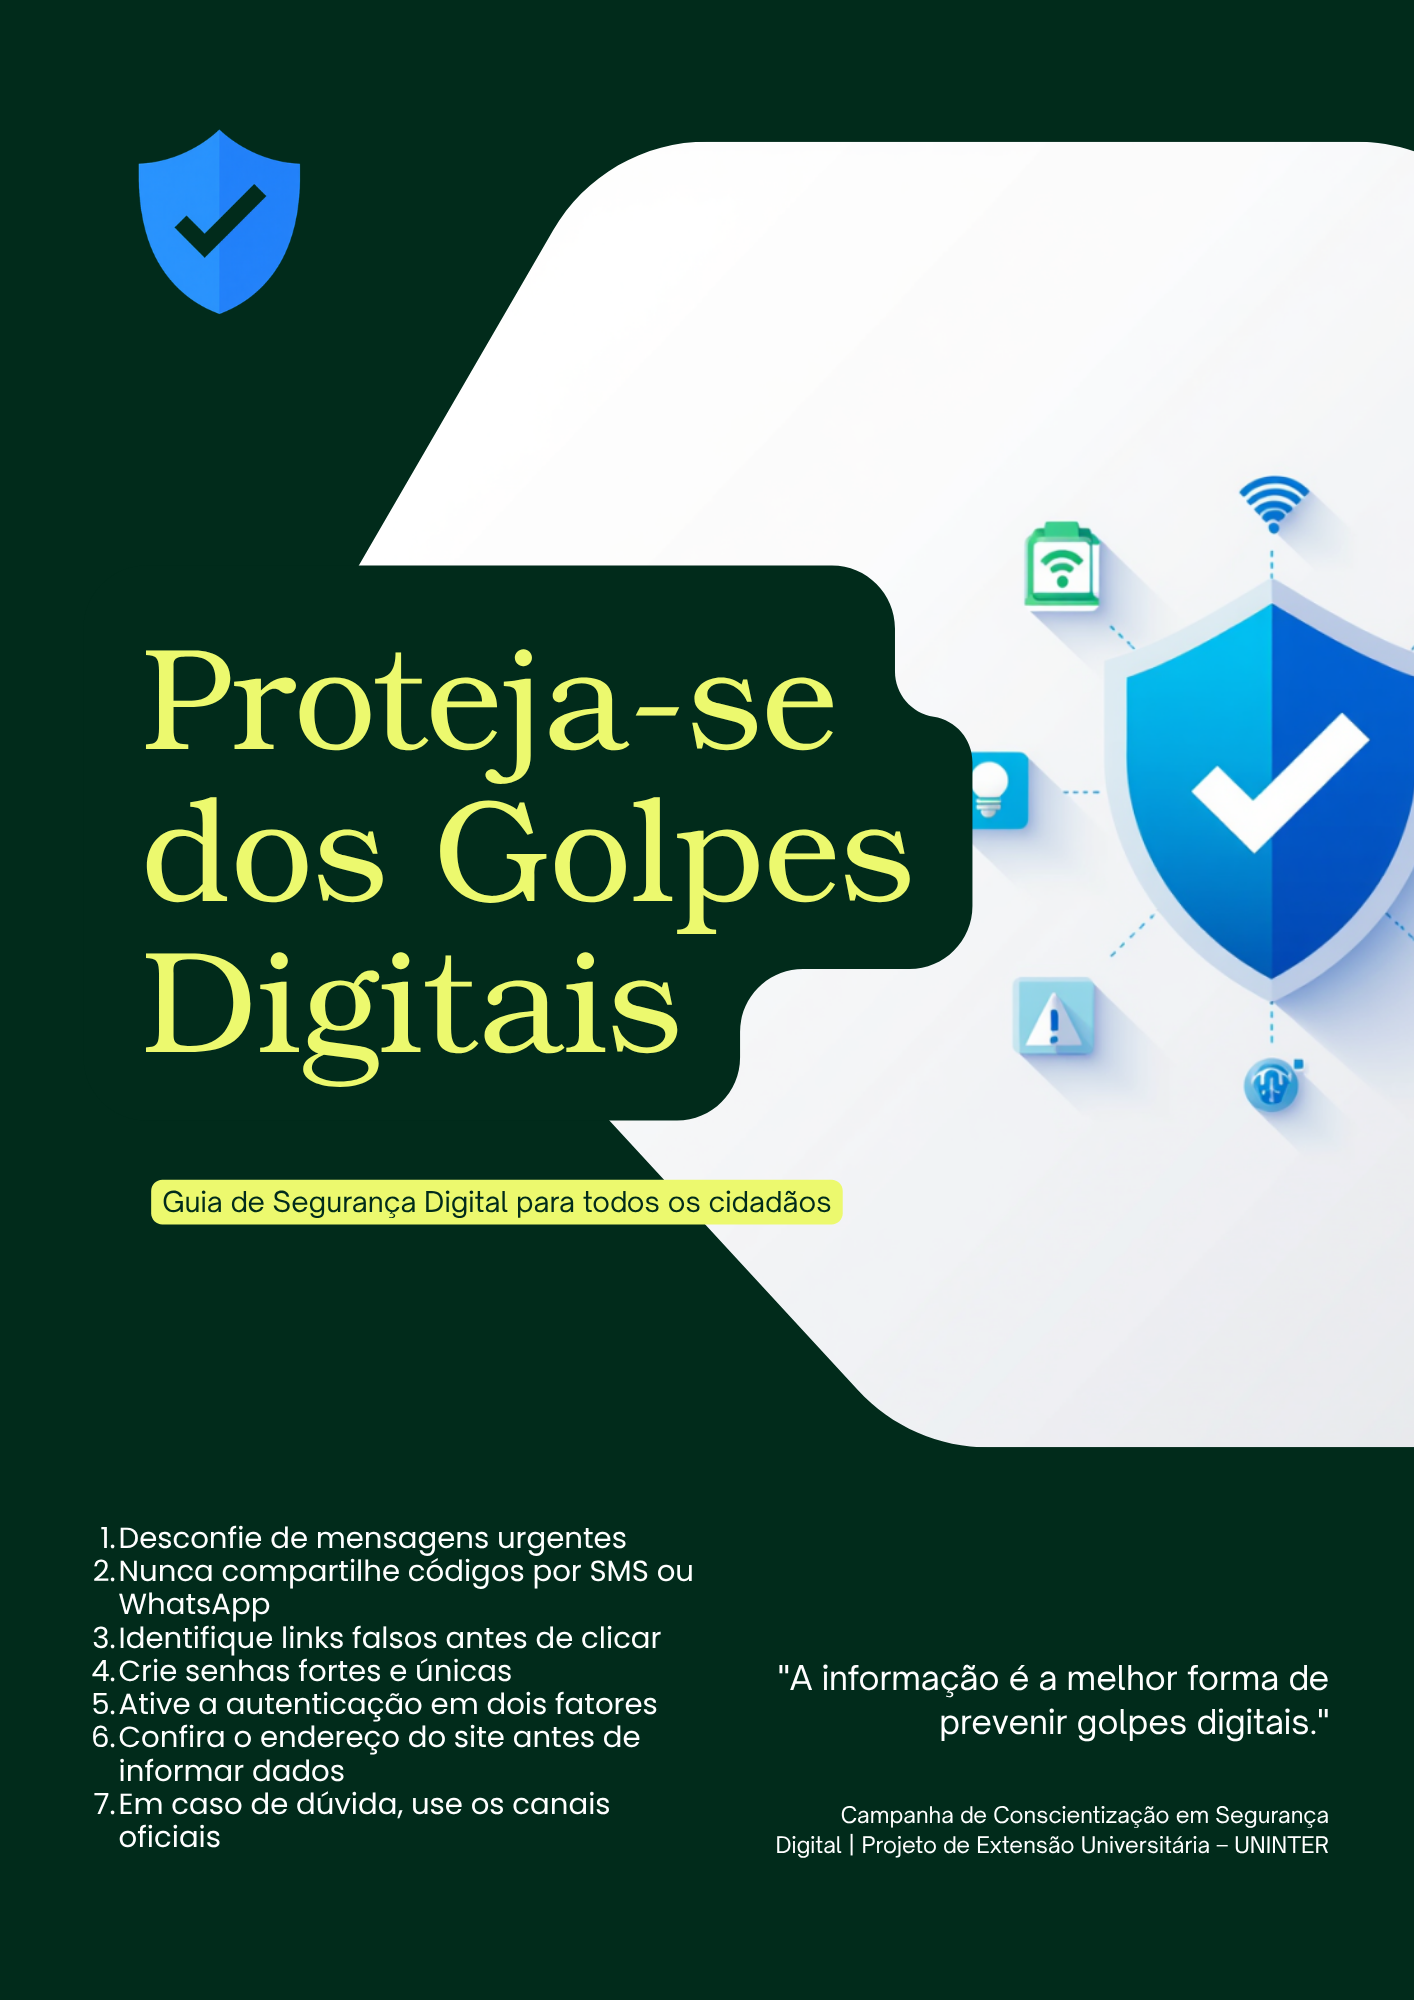 Proteja-se
dos Golpes
Digitais
Guia de Segurança Digital para todos os cidadãos
1. Desconfie de mensagens urgentes
2. Nunca compartilhe códigos por SMS ou
WhatsApp
3. Identifique links falsos antes de clicar
4. Crie senhas fortes e únicas
5. Ative a autenticação em dois fatores
6. Confira o endereço do site antes de
informar dados
7. Em caso de dúvida, use os canais
oficiais
"A informação é a melhor forma de
prevenir golpes digitais."
Campanha de Conscientização em Segurança
Digital | Projeto de Extensão Universitária – UNINTER